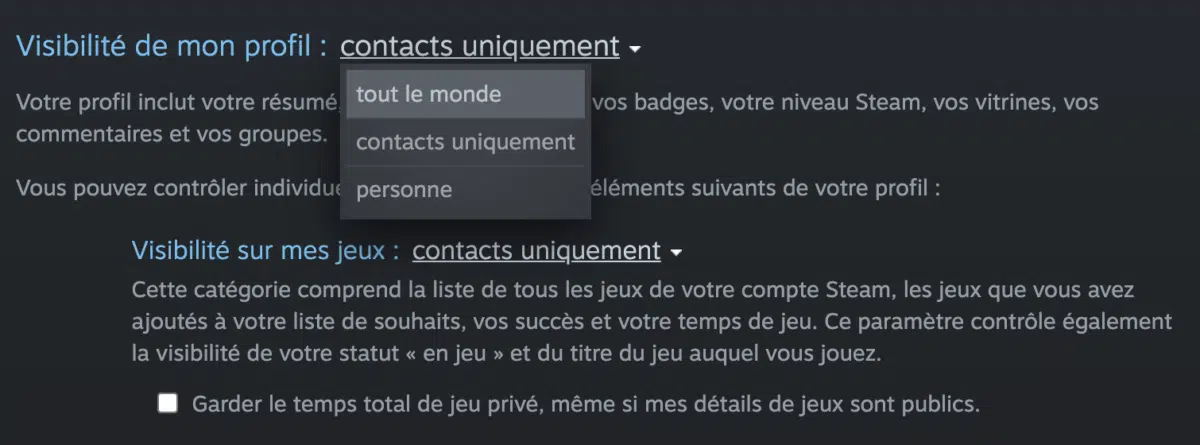 Visibilité de mon profil : contacts uniquement
tout le monde
contacts uniquement
personne
Votre profil inclut votre résumé, vos badges, votre niveau Steam, vos vitrines, vos
commentaires et vos groupes.
Vous pouvez contrôler éléments suivants de votre profil :
Visibilité sur mes jeux : contacts uniquement
Cette catégorie comprend la liste de tous les jeux de votre compte Steam, les jeux que vous avez
ajoutés à votre liste de souhaits, vos succès et votre temps de jeu. Ce paramètre contrôle également
la visibilité de votre statut « en jeu » et du titre du jeu auquel vous jouez.
Garder le temps total de jeu privé, même si mes détails de jeux sont publics.